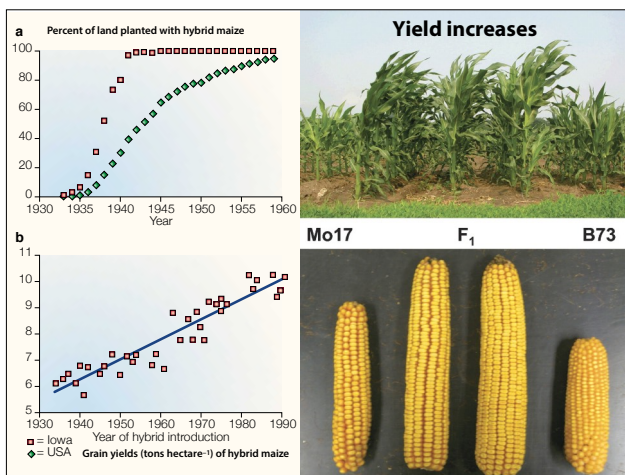 a
Percent of land planted with hybrid maize
100
80
60
40
20
0
1930 1935 1940 1945 1950 1955 1960
Year
b
11
10
9
8
7
6
5
1930 1940 1950 1960 1970 1980 1990
Year of hybrid introduction
= Iowa
= USA
Grain yields (tons hectare⁻¹) of hybrid maize
Yield increases
Mo17 F₁ B73